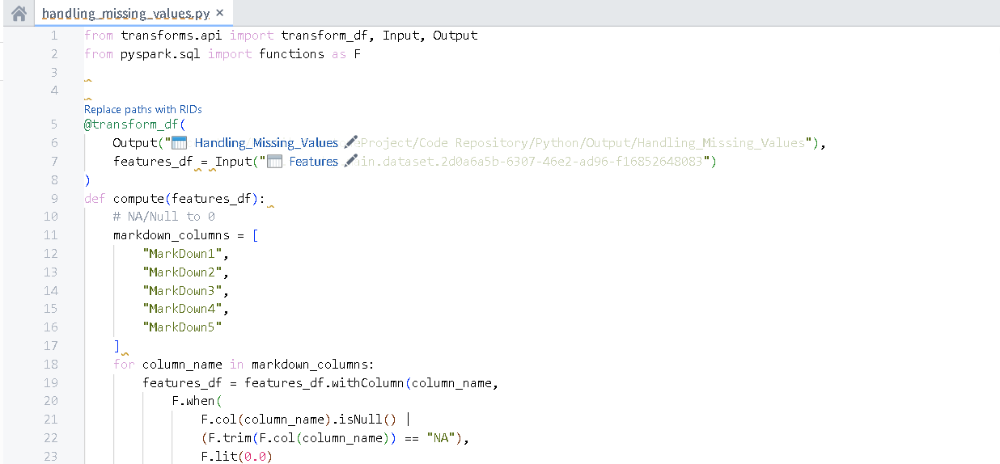 handling_missing_values.py ×
1 from transforms.api import transform_df, Input, Output
2 from pyspark.sql import functions as F
3
4
Replace paths with RIDs
5 @transform_df(
6 Output("Handling_Missing_Values eProject/Code Repository/Python/Output/Handling_Missing_Values"),
7 features_df = Input("Features in.dataset.2d0a6a5b-6307-46e2-ad96-f16852648083")
8 )
9 def compute(features_df):
10 # NA/Null to 0
11 markdown_columns = [
12 "MarkDown1",
13 "MarkDown2",
14 "MarkDown3",
15 "MarkDown4",
16 "MarkDown5"
17 ]
18 for column_name in markdown_columns:
19 features_df = features_df.withColumn(column_name,
20 F.when(
21 F.col(column_name).isNull() |
22 (F.trim(F.col(column_name)) == "NA"),
23 F.lit(0.0)